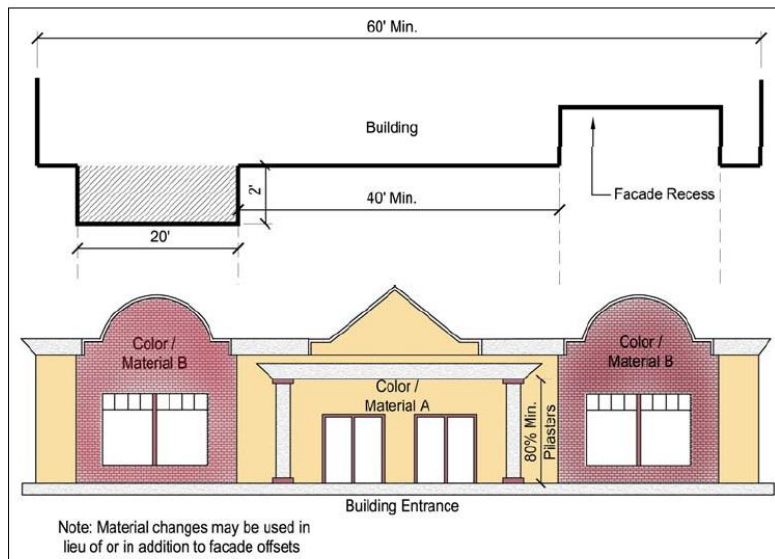 60' Min.
Building
2'
Facade Recess
40' Min.
20'
Color /
Material B
Color /
Material B
Color /
Material A
80% Min.
Pilasters
Building Entrance
Note: Material changes may be used in
lieu of or in addition to facade offsets